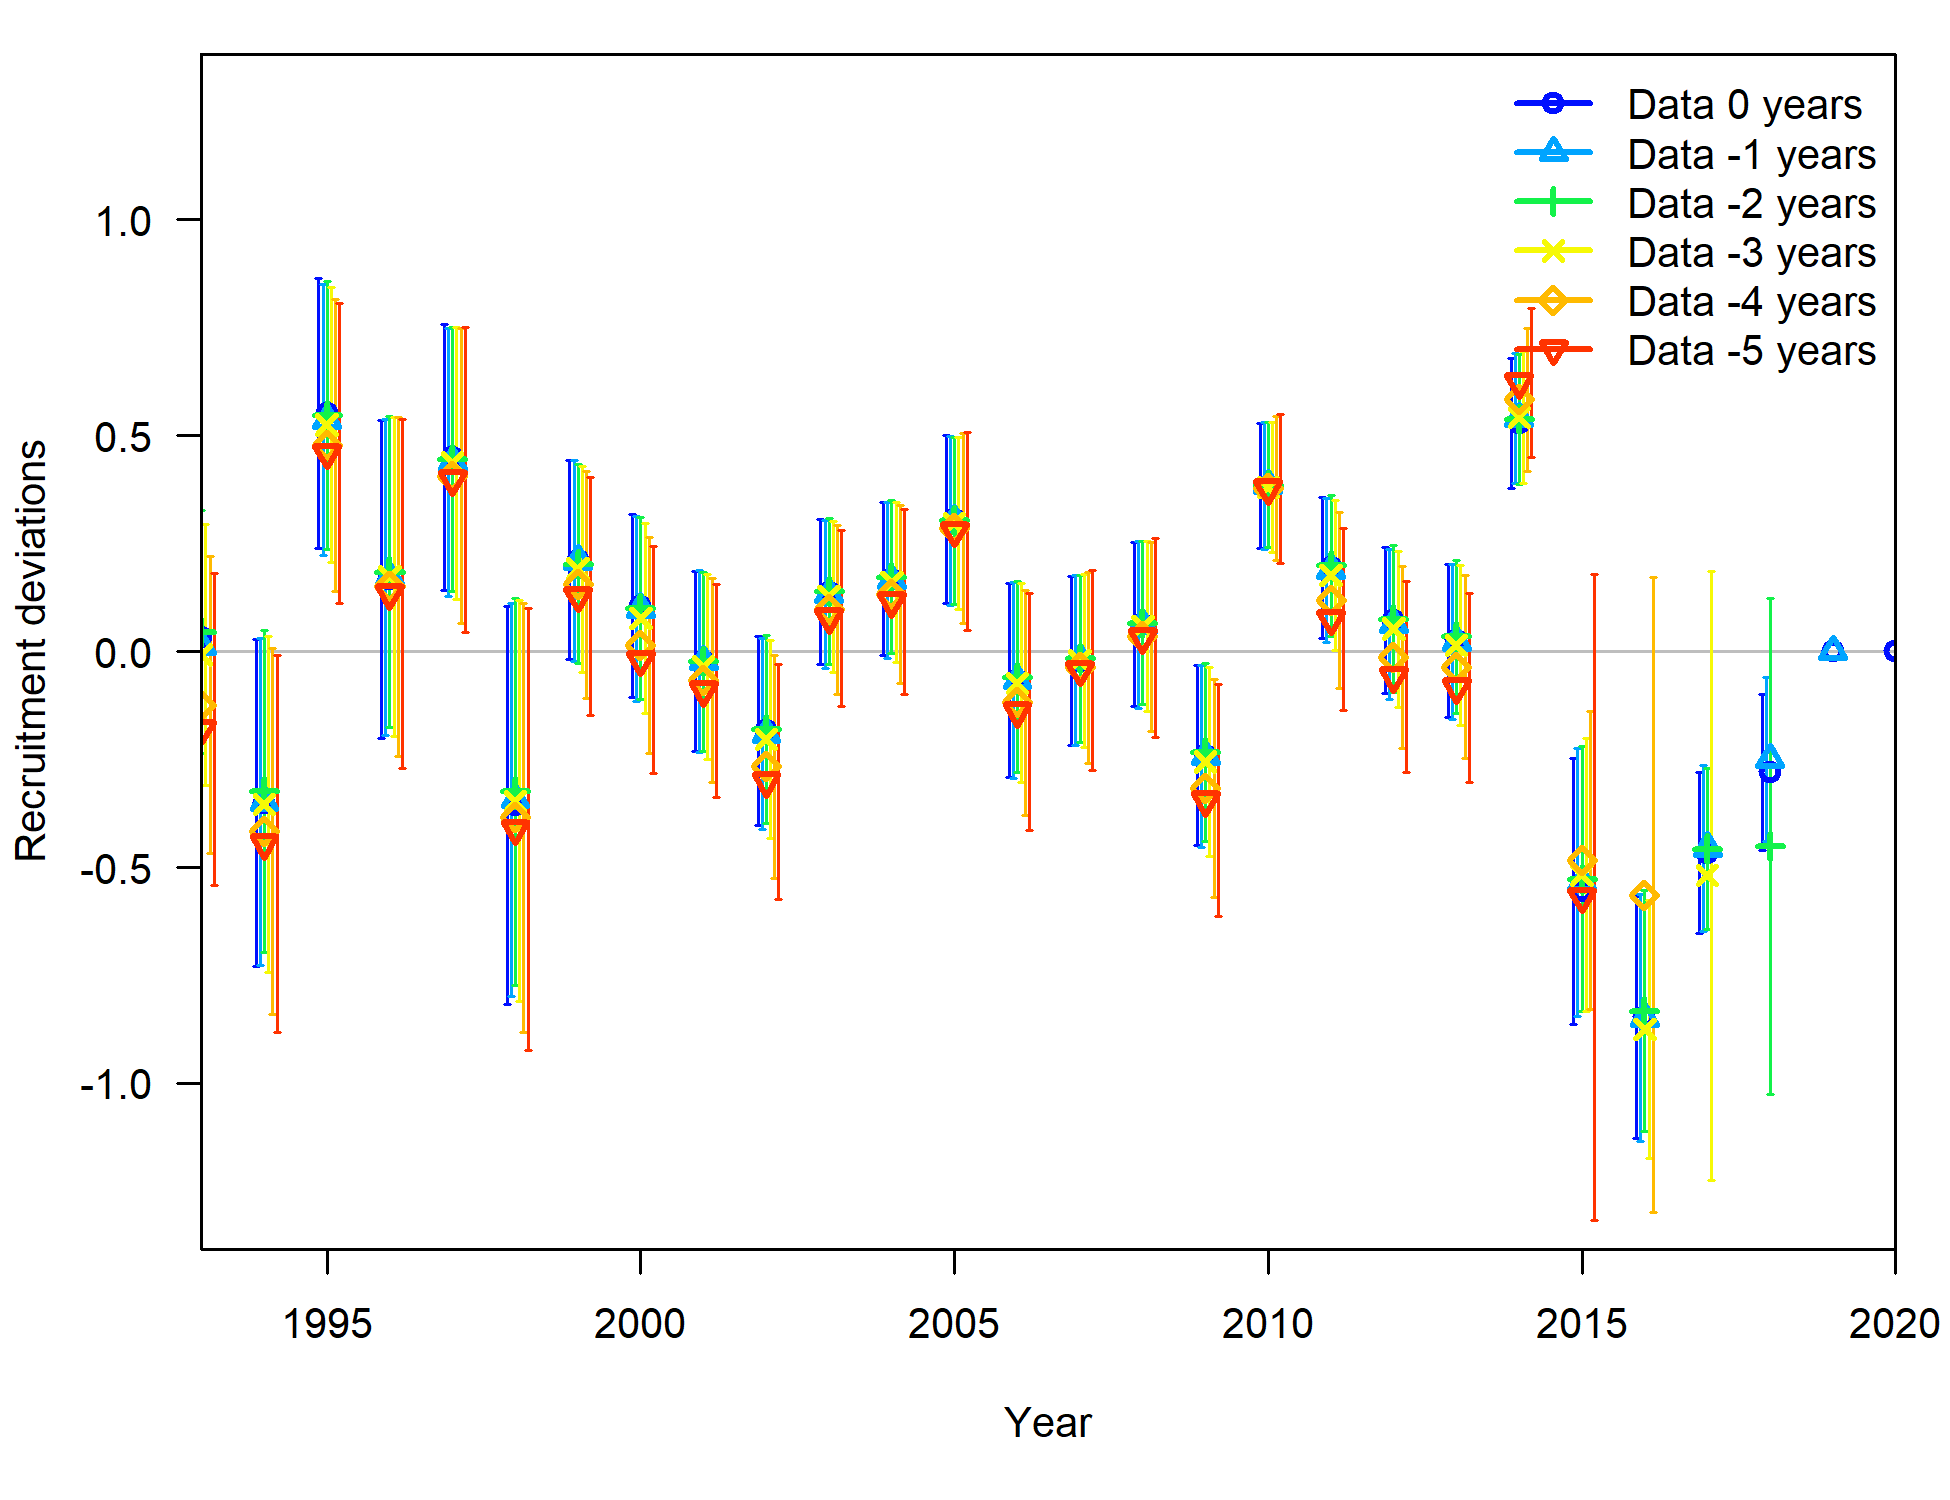 Data 0 years
Data -1 years
Data -2 years
Data -3 years
Data -4 years
Data -5 years
1.0
0.5
0.0
-0.5
-1.0
Recruitment deviations
1995 2000 2005 2010 2015 2020
Year